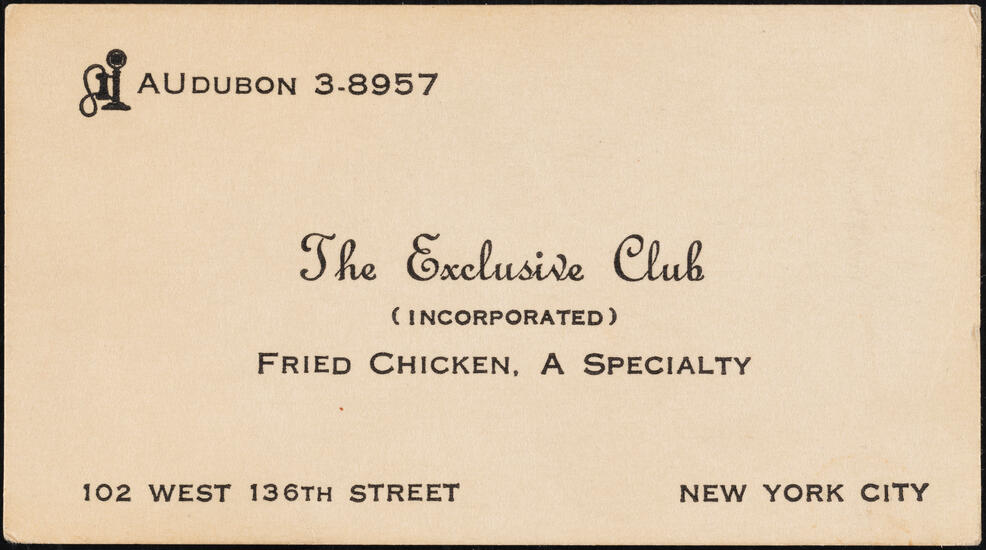 AUDUBON 3-8957
The Exclusive Club
(INCORPORATED)
FRIED CHICKEN, A SPECIALTY
102 WEST 136TH STREET NEW YORK CITY